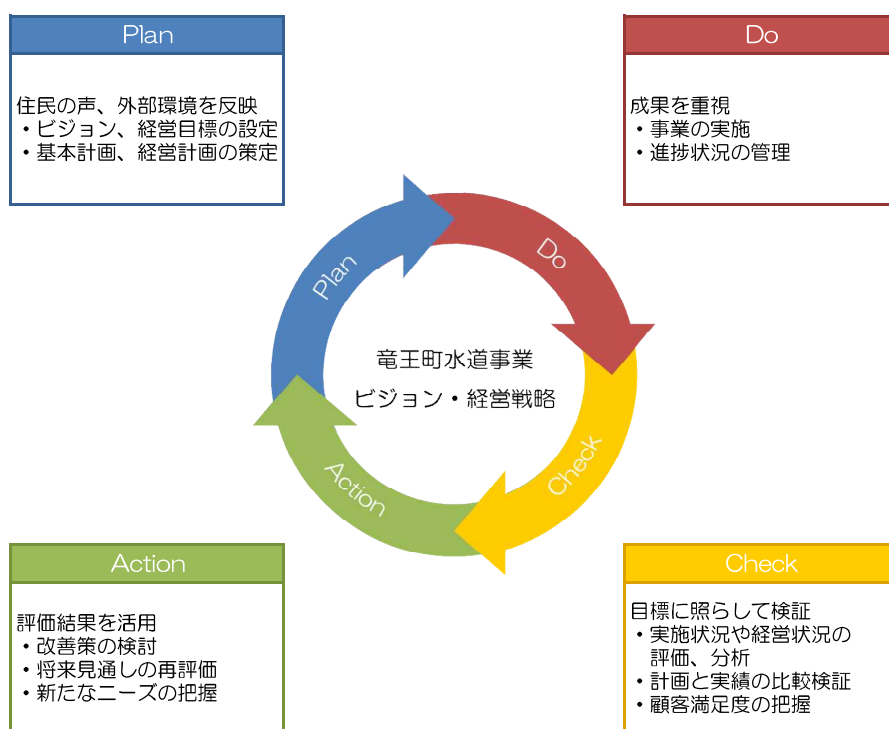 Plan
住民の声、外部環境を反映
・ビジョン、経営目標の設定
・基本計画、経営計画の策定
Do
成果を重視
・事業の実施
・進捗状況の管理
Plan
Do
竜王町水道事業
ビジョン・経営戦略
Action
Check
Action
評価結果を活用
・改善策の検討
・将来見通しの再評価
・新たなニーズの把握
Check
目標に照らして検証
・実施状況や経営状況の
評価、分析
・計画と実績の比較検証
・顧客満足度の把握